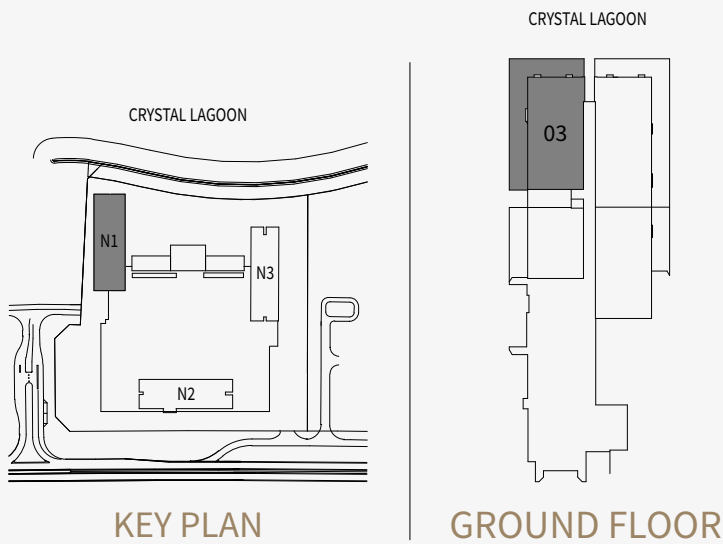 CRYSTAL LAGOON
N1
N3
N2
KEY PLAN
CRYSTAL LAGOON
03
GROUND FLOOR